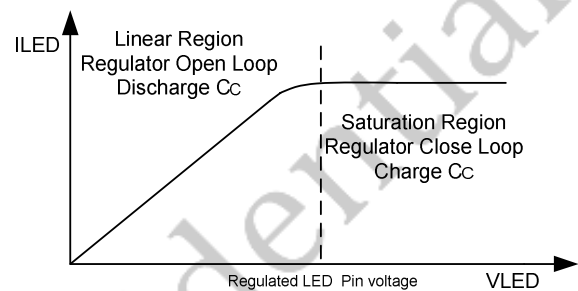 ILED
Linear Region
Regulator Open Loop
Discharge CC
Saturation Region
Regulator Close Loop
Charge CC
Regulated LED Pin voltage
VLED
dential